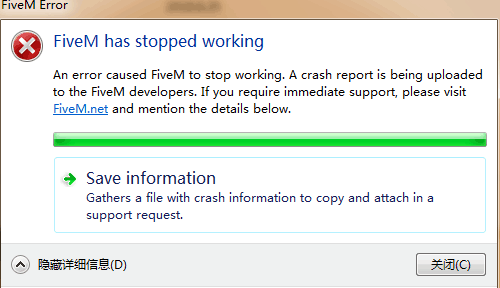 FiveM Error
FiveM has stopped working
An error caused FiveM to stop working. A crash report is being uploaded
to the FiveM developers. If you require immediate support, please visit
FiveM.net and mention the details below.
Save information
Gathers a file with crash information to copy and attach in a
support request.
隐藏详细信息(D)
关闭(C)